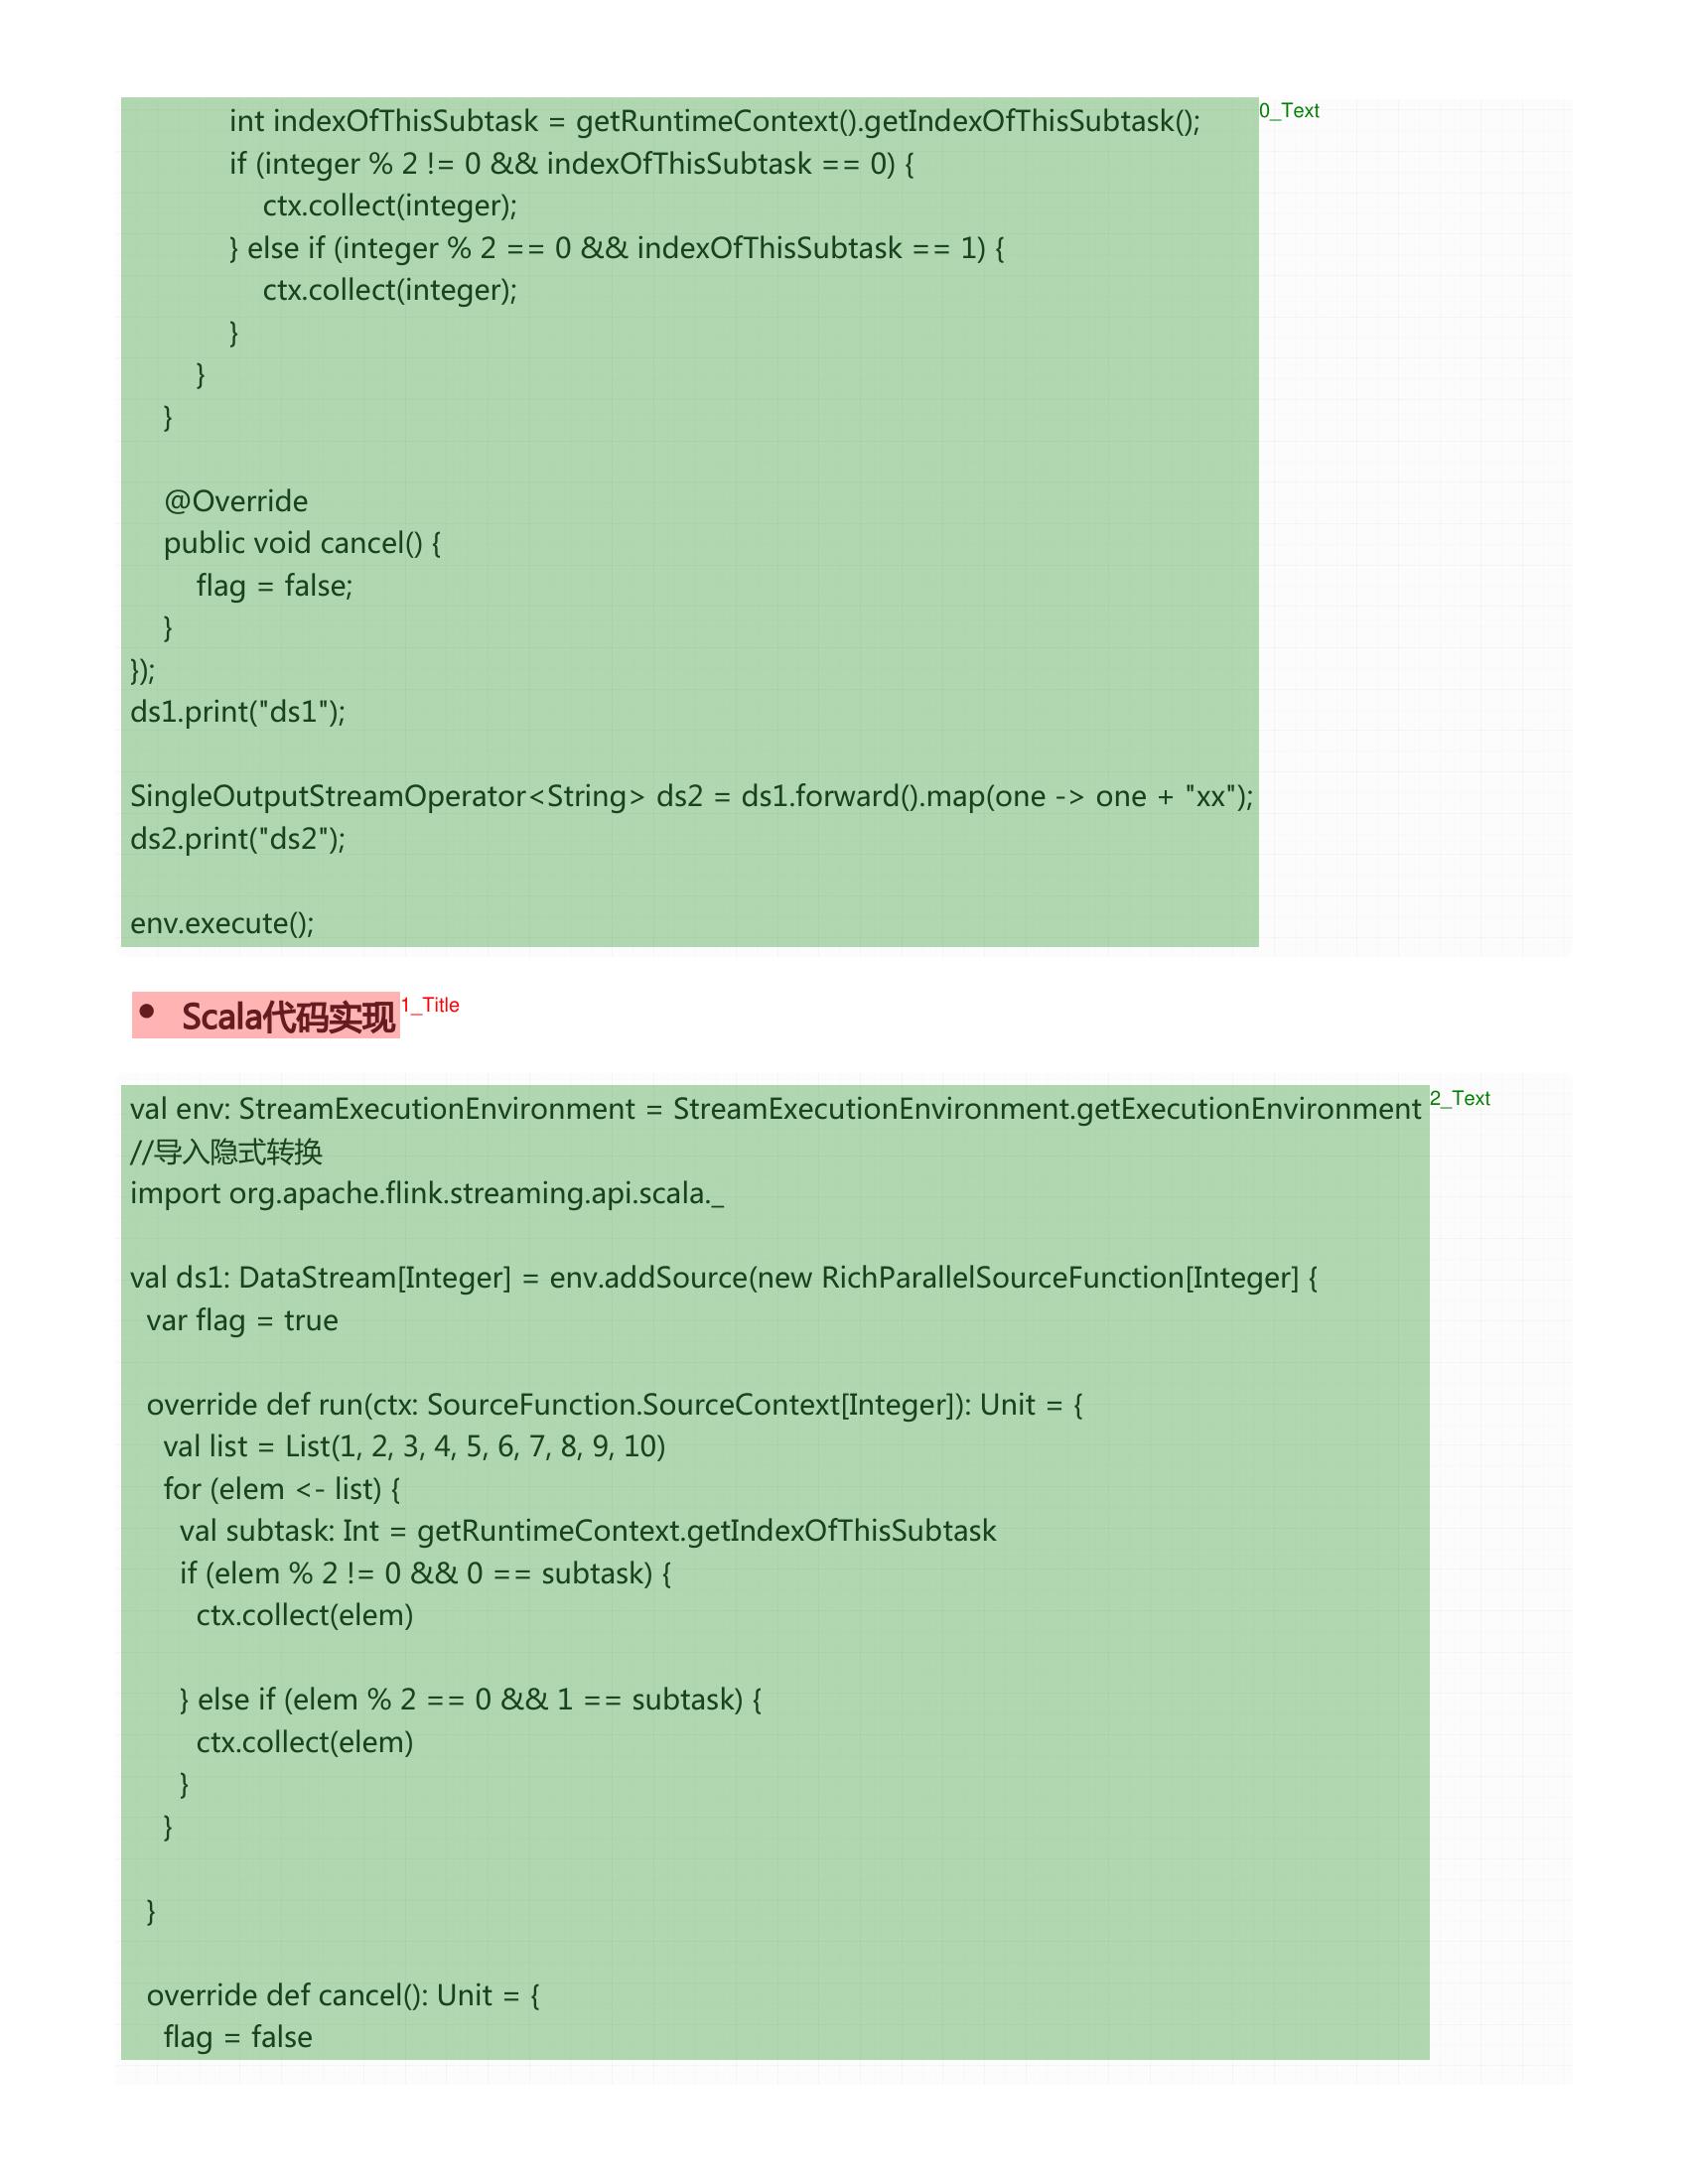 int indexOfThisSubtask = getRuntimeContext().getIndexOfThisSubtask();
0_Text
if (integer % 2 != 0 && indexOfThisSubtask == 0) {
ctx.collect(integer);
} else if (integer % 2 == 0 && indexOfThisSubtask == 1) {
ctx.collect(integer);
}
}
}
@Override
public void cancel() {
flag = false;
}
});
ds1.print("ds1");
SingleOutputStreamOperator<String> ds2 = ds1.forward().map(one -> one + "xx");
ds2.print("ds2");
env.execute();
• Scala代码实现
1_Title
val env: StreamExecutionEnvironment = StreamExecutionEnvironment.getExecutionEnvironment
2_Text
//导入隐式转换
import org.apache.flink.streaming.api.scala._
val ds1: DataStream[Integer] = env.addSource(new RichParallelSourceFunction[Integer] {
var flag = true
override def run(ctx: SourceFunction.SourceContext[Integer]): Unit = {
val list = List(1, 2, 3, 4, 5, 6, 7, 8, 9, 10)
for (elem <- list) {
val subtask: Int = getRuntimeContext.getIndexOfThisSubtask
if (elem % 2 != 0 && 0 == subtask) {
ctx.collect(elem)
} else if (elem % 2 == 0 && 1 == subtask) {
ctx.collect(elem)
}
}
}
override def cancel(): Unit = {
flag = false